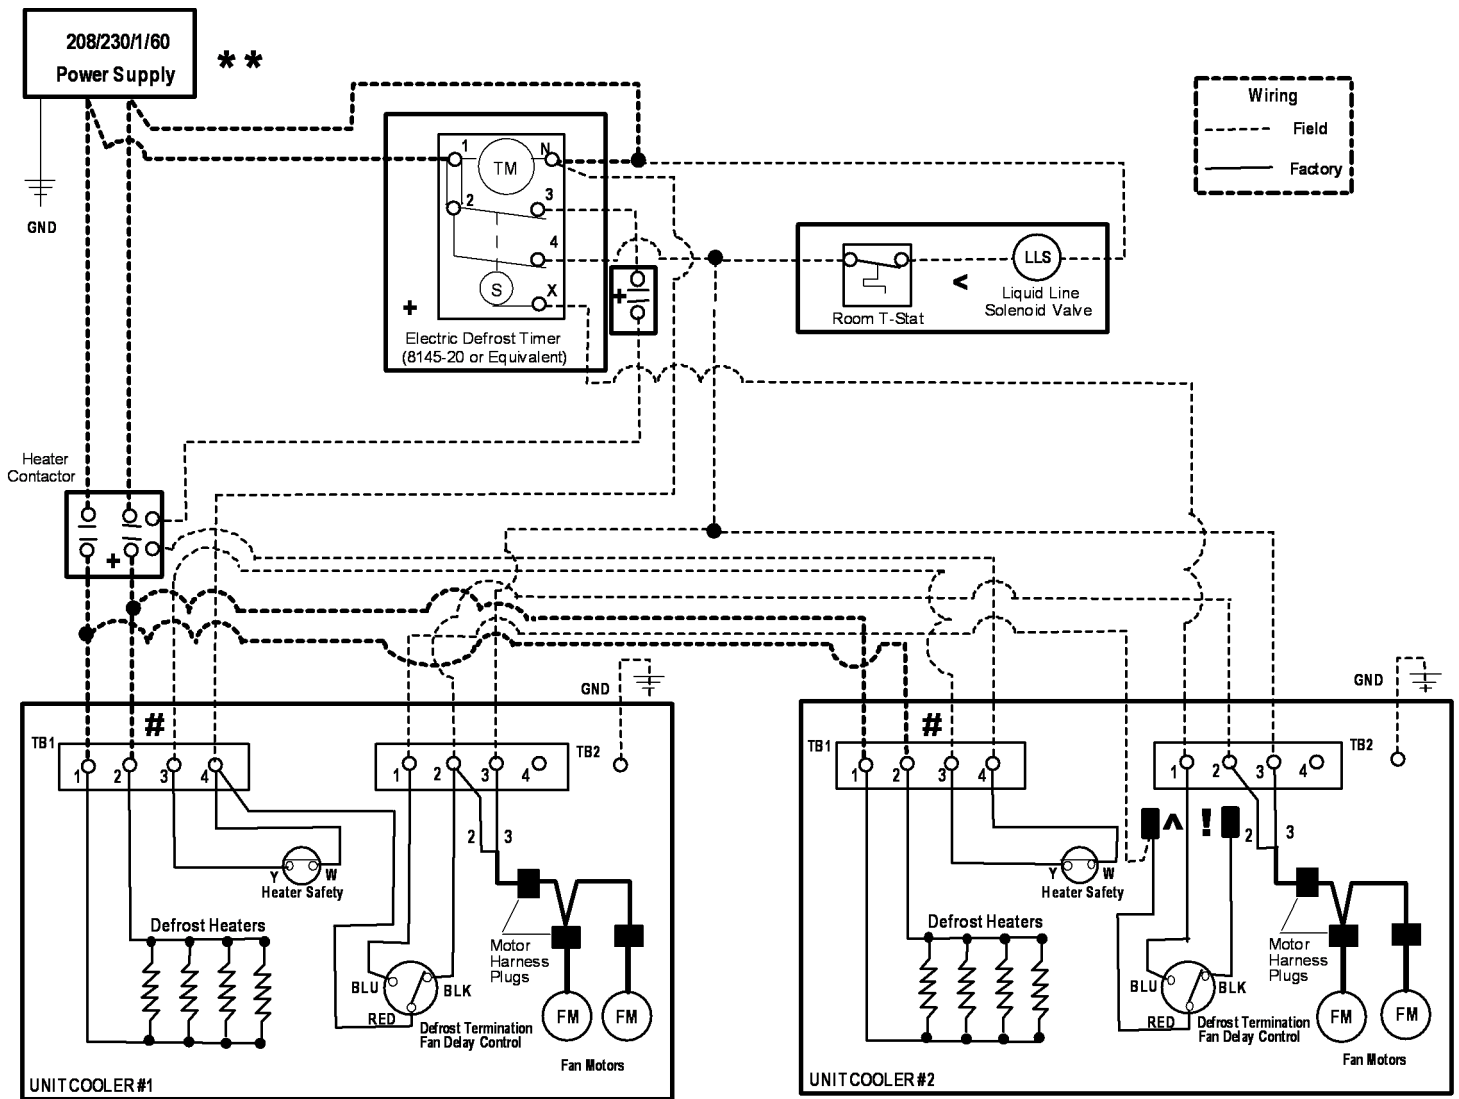 208/230/1/60
Power Supply
**
GND
Wiring
Field
Factory
1
TM
N
2
3
4
S
X
+
Electric Defrost Timer
(8145-20 or Equivalent)
+
LLS
<
Room T-Stat
Liquid Line
Solenoid Valve
Heater
Contactor
+
GND
GND
#
TB1
1
2
3
4
1
2
3
4
TB2
2
3
Y
W
Heater Safety
Defrost Heaters
Motor
Harness
Plugs
BLU
BLK
RED
Defrost Termination
Fan Delay Control
FM
FM
Fan Motors
UNIT COOLER #1
#
TB1
1
2
3
4
1
2
3
4
TB2
^
!
2
3
Y
W
Heater Safety
Defrost Heaters
Motor
Harness
Plugs
BLU
BLK
RED
Defrost Termination
Fan Delay Control
FM
FM
Fan Motors
UNIT COOLER #2